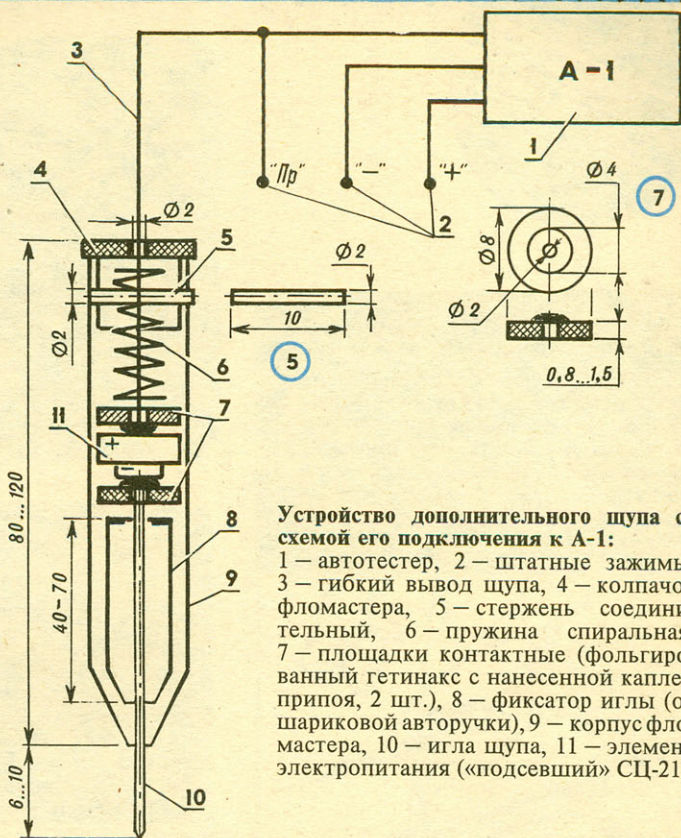 3
А-1
1
"Пр"
"–"
"+"
2
Ø4
7
4
Ø2
5
Ø2
Ø8
Ø2
Ø2
10
5
6
0,8...1,5
7
11
+
–
80...120
8
9
40–70
6...10
10
Устройство дополнительного щупа с
схемой его подключения к А-1:
1 – автотестер, 2 – штатные зажимы
3 – гибкий вывод щупа, 4 – колпачо
фломастера, 5 – стержень соедини
тельный, 6 – пружина спиральная
7 – площадки контактные (фольгиро
ванный гетинакс с нанесенной капле
припоя, 2 шт.), 8 – фиксатор иглы (о
шариковой авторучки), 9 – корпус фло
мастера, 10 – игла щупа, 11 – элемен
электропитания («подсевший» СЦ-21